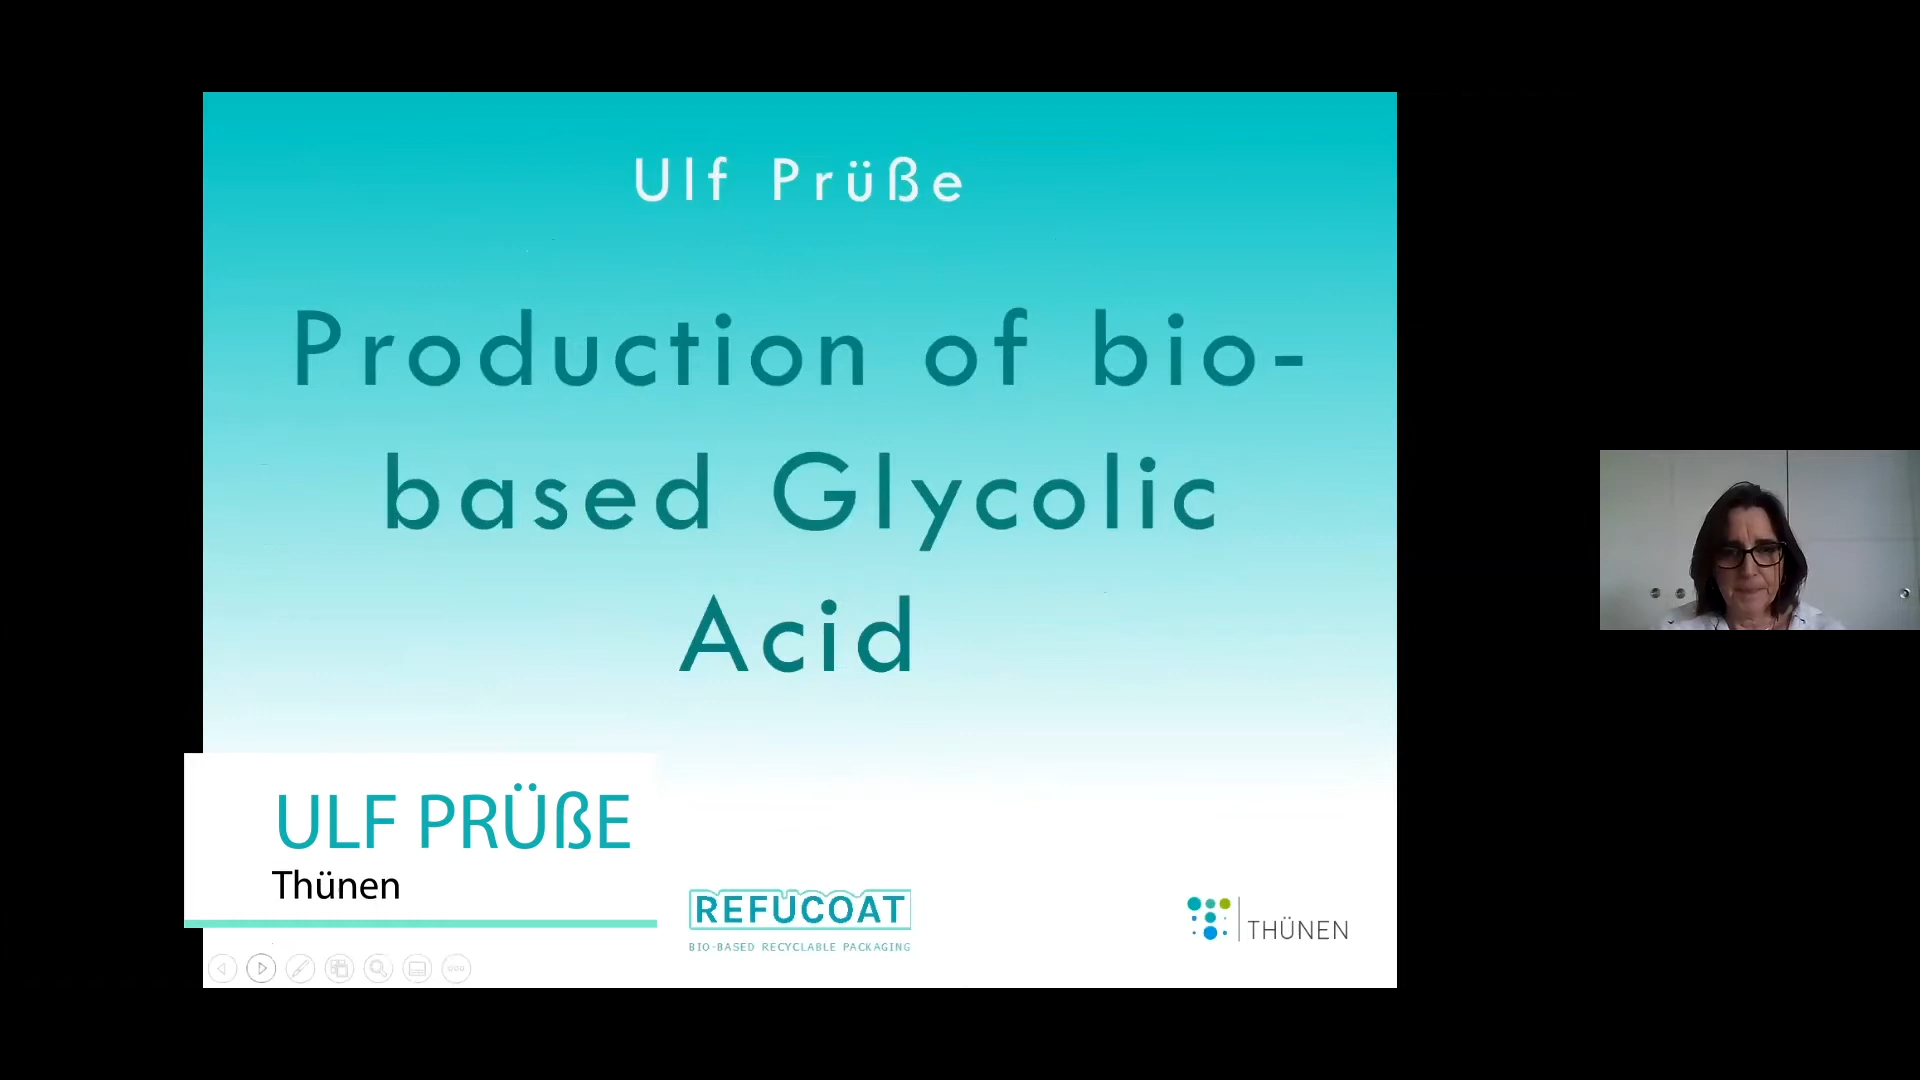 Ulf Prüße
Production of bio-
based Glycolic
Acid
ULF PRÜßE
Thünen
REFUCOAT
BIO-BASED RECYCLABLE PACKAGING
THÜNEN